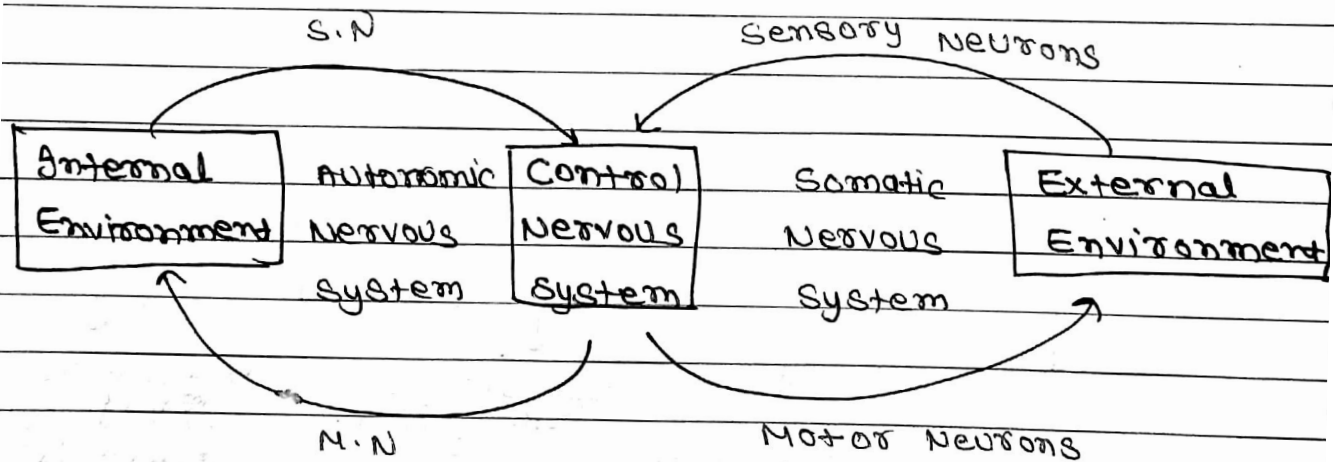 S.N
Sensory Neurons
Internal Environment
Autonomic Nervous System
Control Nervous System
Somatic Nervous System
External Environment
M.N
Motor Neurons